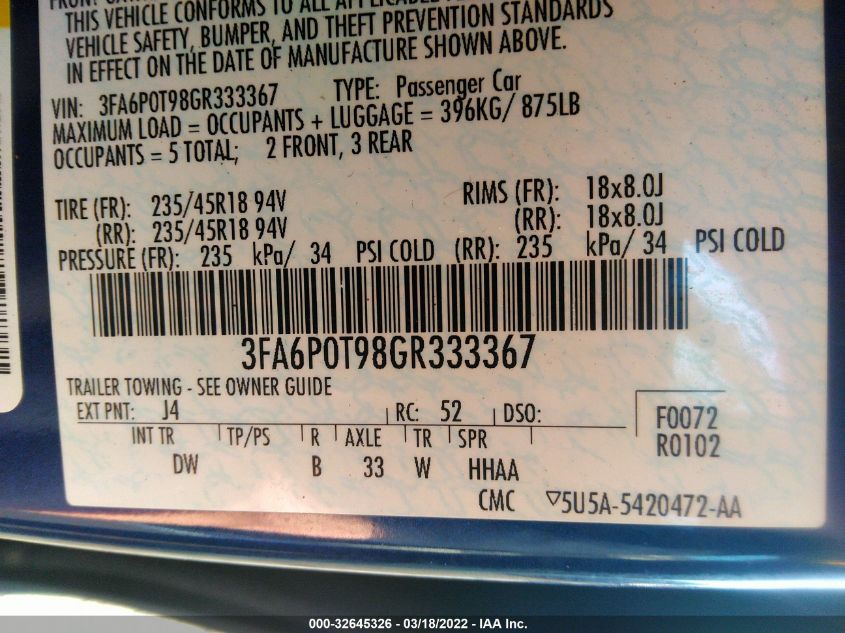 THIS VEHICLE CONFORMS TO ALL
VEHICLE SAFETY, BUMPER, AND THEFT PREVENTION STANDARDS
IN EFFECT ON THE DATE OF MANUFACTURE SHOWN ABOVE.
VIN: 3FA6P0T98GR333367 TYPE: Passenger Car
MAXIMUM LOAD = OCCUPANTS + LUGGAGE = 396KG/ 875LB
OCCUPANTS = 5 TOTAL; 2 FRONT, 3 REAR
TIRE (FR): 235/45R18 94V RIMS (FR): 18x8.0J
(RR): 235/45R18 94V (RR): 18x8.0J
PRESSURE (FR): 235 kPa/ 34 PSI COLD (RR): 235 kPa/ 34 PSI COLD
3FA6P0T98GR333367
TRAILER TOWING - SEE OWNER GUIDE
EXT PNT: J4 RC: 52 DSO: F0072
INT TR TP/PS R AXLE TR SPR R0102
DW B 33 W HHAA
CMC ▽5U5A-5420472-AA
000-32645326 - 03/18/2022 - IAA Inc.